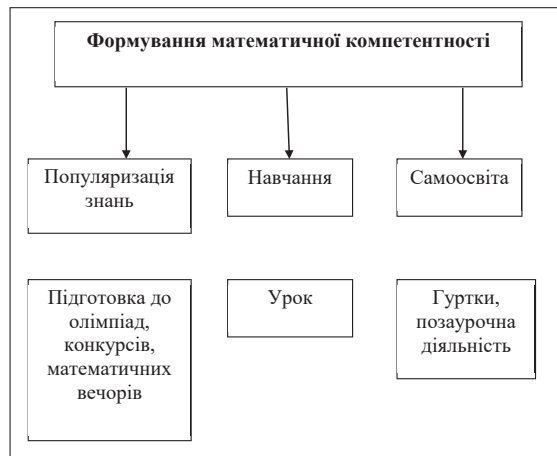 Формування математичної компетентності
Популяризація
знань
Навчання
Самоосвіта
Підготовка до
олімпіад,
конкурсів,
математичних
вечорів
Урок
Гуртки,
позаурочна
діяльність